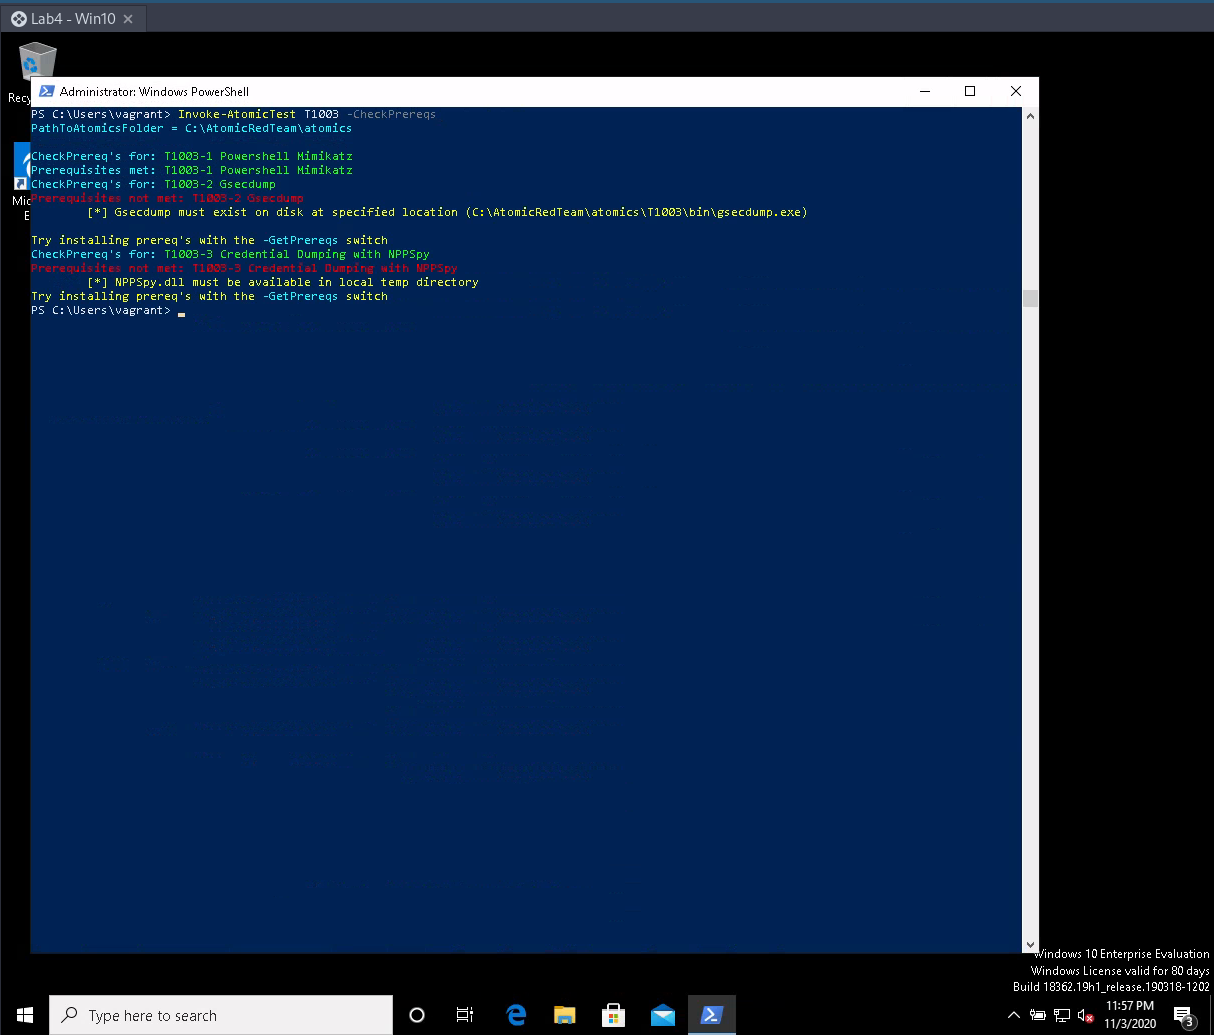 Lab4 - Win10
Recy
Administrator: Windows PowerShell
PS C:\Users\vagrant> Invoke-AtomicTest T1003 -CheckPrereqs
PathToAtomicsFolder = C:\AtomicRedTeam\atomics
CheckPrereq's for: T1003-1 Powershell Mimikatz
Prerequisites met: T1003-1 Powershell Mimikatz
CheckPrereq's for: T1003-2 Gsecdump
Prerequisites not met: T1003-2 Gsecdump
[*] Gsecdump must exist on disk at specified location (C:\AtomicRedTeam\atomics\T1003\bin\gsecdump.exe)
Try installing prereq's with the -GetPrereqs switch
CheckPrereq's for: T1003-3 Credential Dumping with NPPSpy
Prerequisites not met: T1003-3 Credential Dumping with NPPSpy
[*] NPPSpy.dll must be available in local temp directory
Try installing prereq's with the -GetPrereqs switch
PS C:\Users\vagrant>
Mic
E
Windows 10 Enterprise Evaluation
Windows License valid for 80 days
Build 18362.19h1_release.190318-1202
Type here to search
11:57 PM
11/3/2020
3